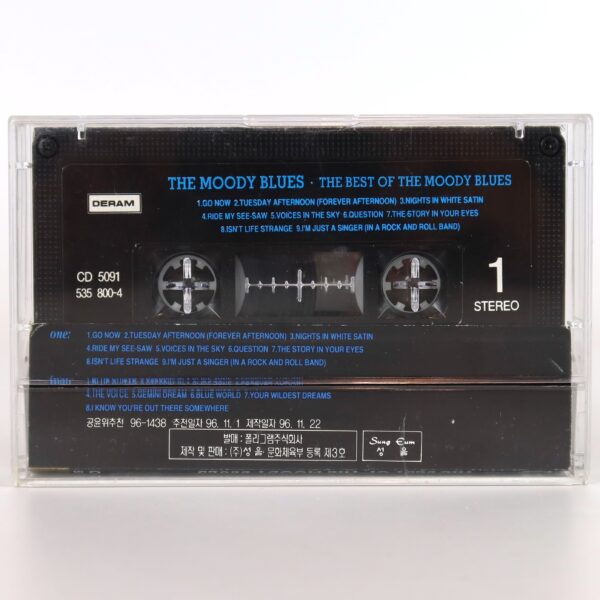 THE MOODY BLUES · THE BEST OF THE MOODY BLUES
DERAM
1.GO NOW 2.TUESDAY AFTERNOON (FOREVER AFTERNOON) 3.NIGHTS IN WHITE SATIN
4.RIDE MY SEE-SAW 5.VOICES IN THE SKY 6.QUESTION 7.THE STORY IN YOUR EYES
8.ISN'T LIFE STRANGE 9.I'M JUST A SINGER (IN A ROCK AND ROLL BAND)
CD 5091
535 800-4
1
STEREO
one: 1.GO NOW 2.TUESDAY AFTERNOON (FOREVER AFTERNOON) 3.NIGHTS IN WHITE SATIN
4.RIDE MY SEE-SAW 5.VOICES IN THE SKY 6.QUESTION 7.THE STORY IN YOUR EYES
8.ISN'T LIFE STRANGE 9.I'M JUST A SINGER (IN A ROCK AND ROLL BAND)
4.THE VOICE 5.GEMINI DREAM 6.BLUE WORLD 7.YOUR WILDEST DREAMS
8.I KNOW YOU'RE OUT THERE SOMEWHERE
공윤위추천 96-1438 추천일자 96. 11. 1 제작일자 96. 11. 22
발매 : 폴리그램주식회사
제작 및 판매 : (주)성 음 문화체육부 등록 제3호
Sung Eum
성 음